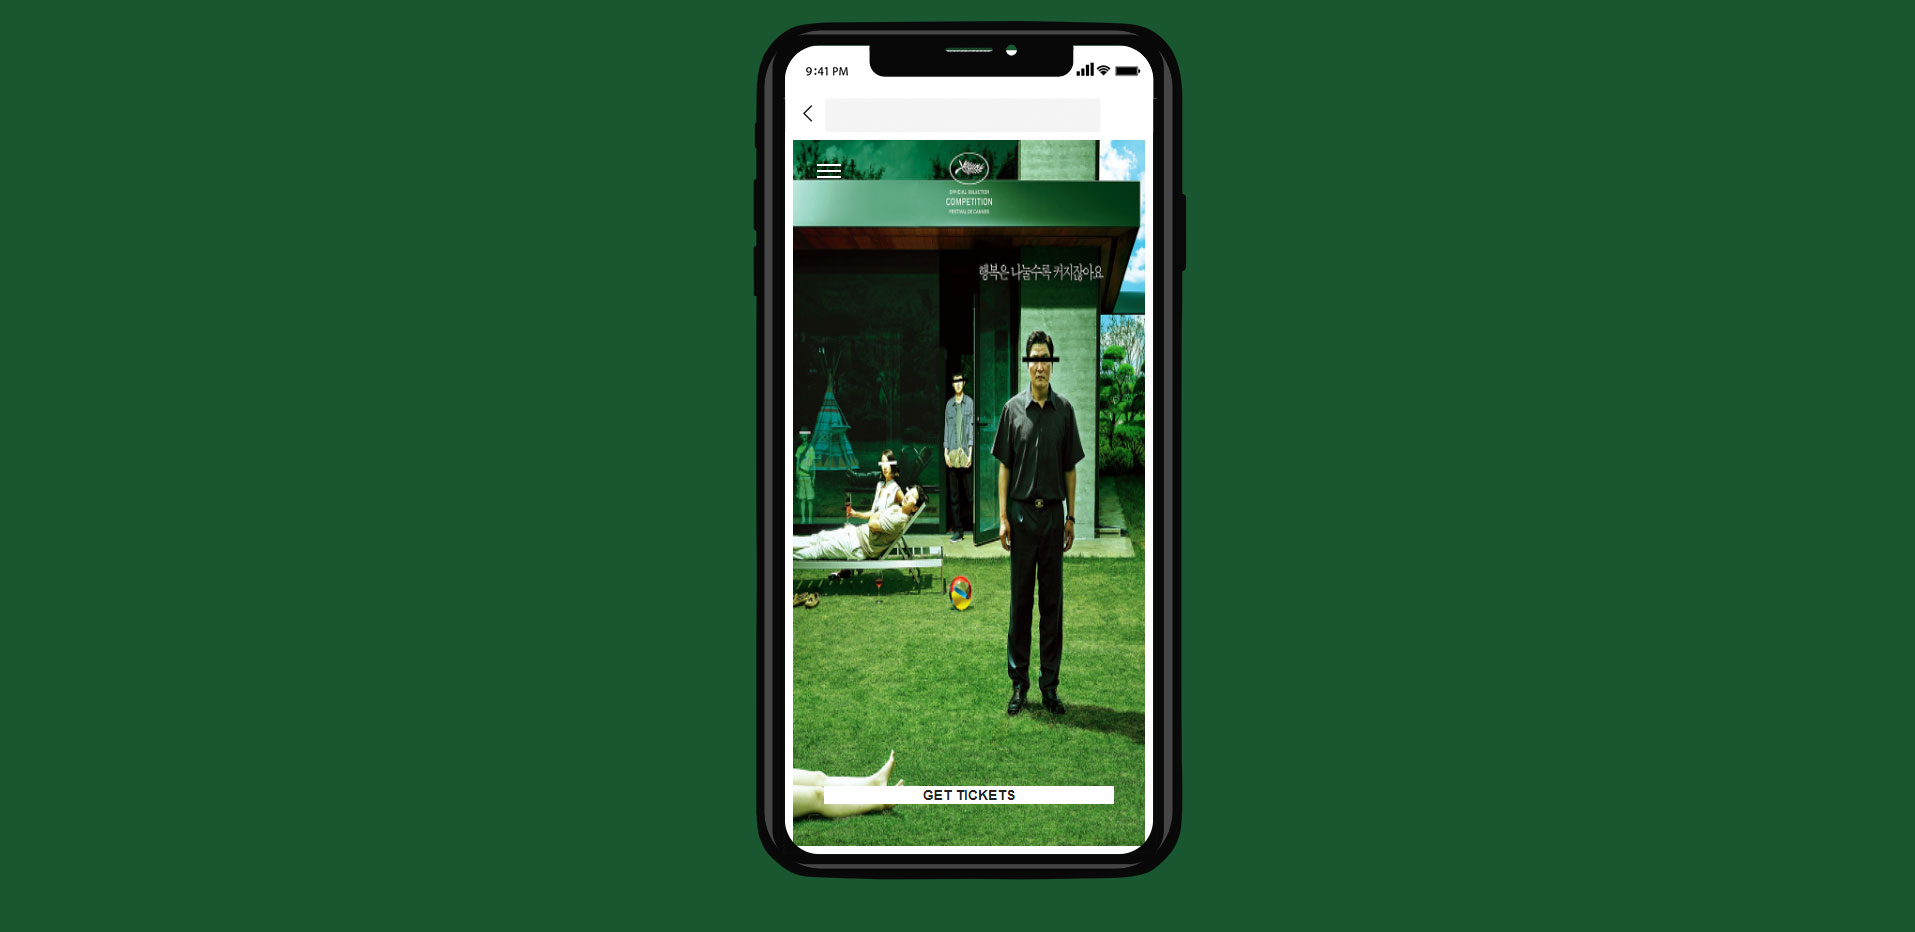 9:41 PM
OFFICIAL SELECTION
COMPETITION
FESTIVAL DE CANNES
행복은 나눌수록 커지잖아요
GET TICKETS